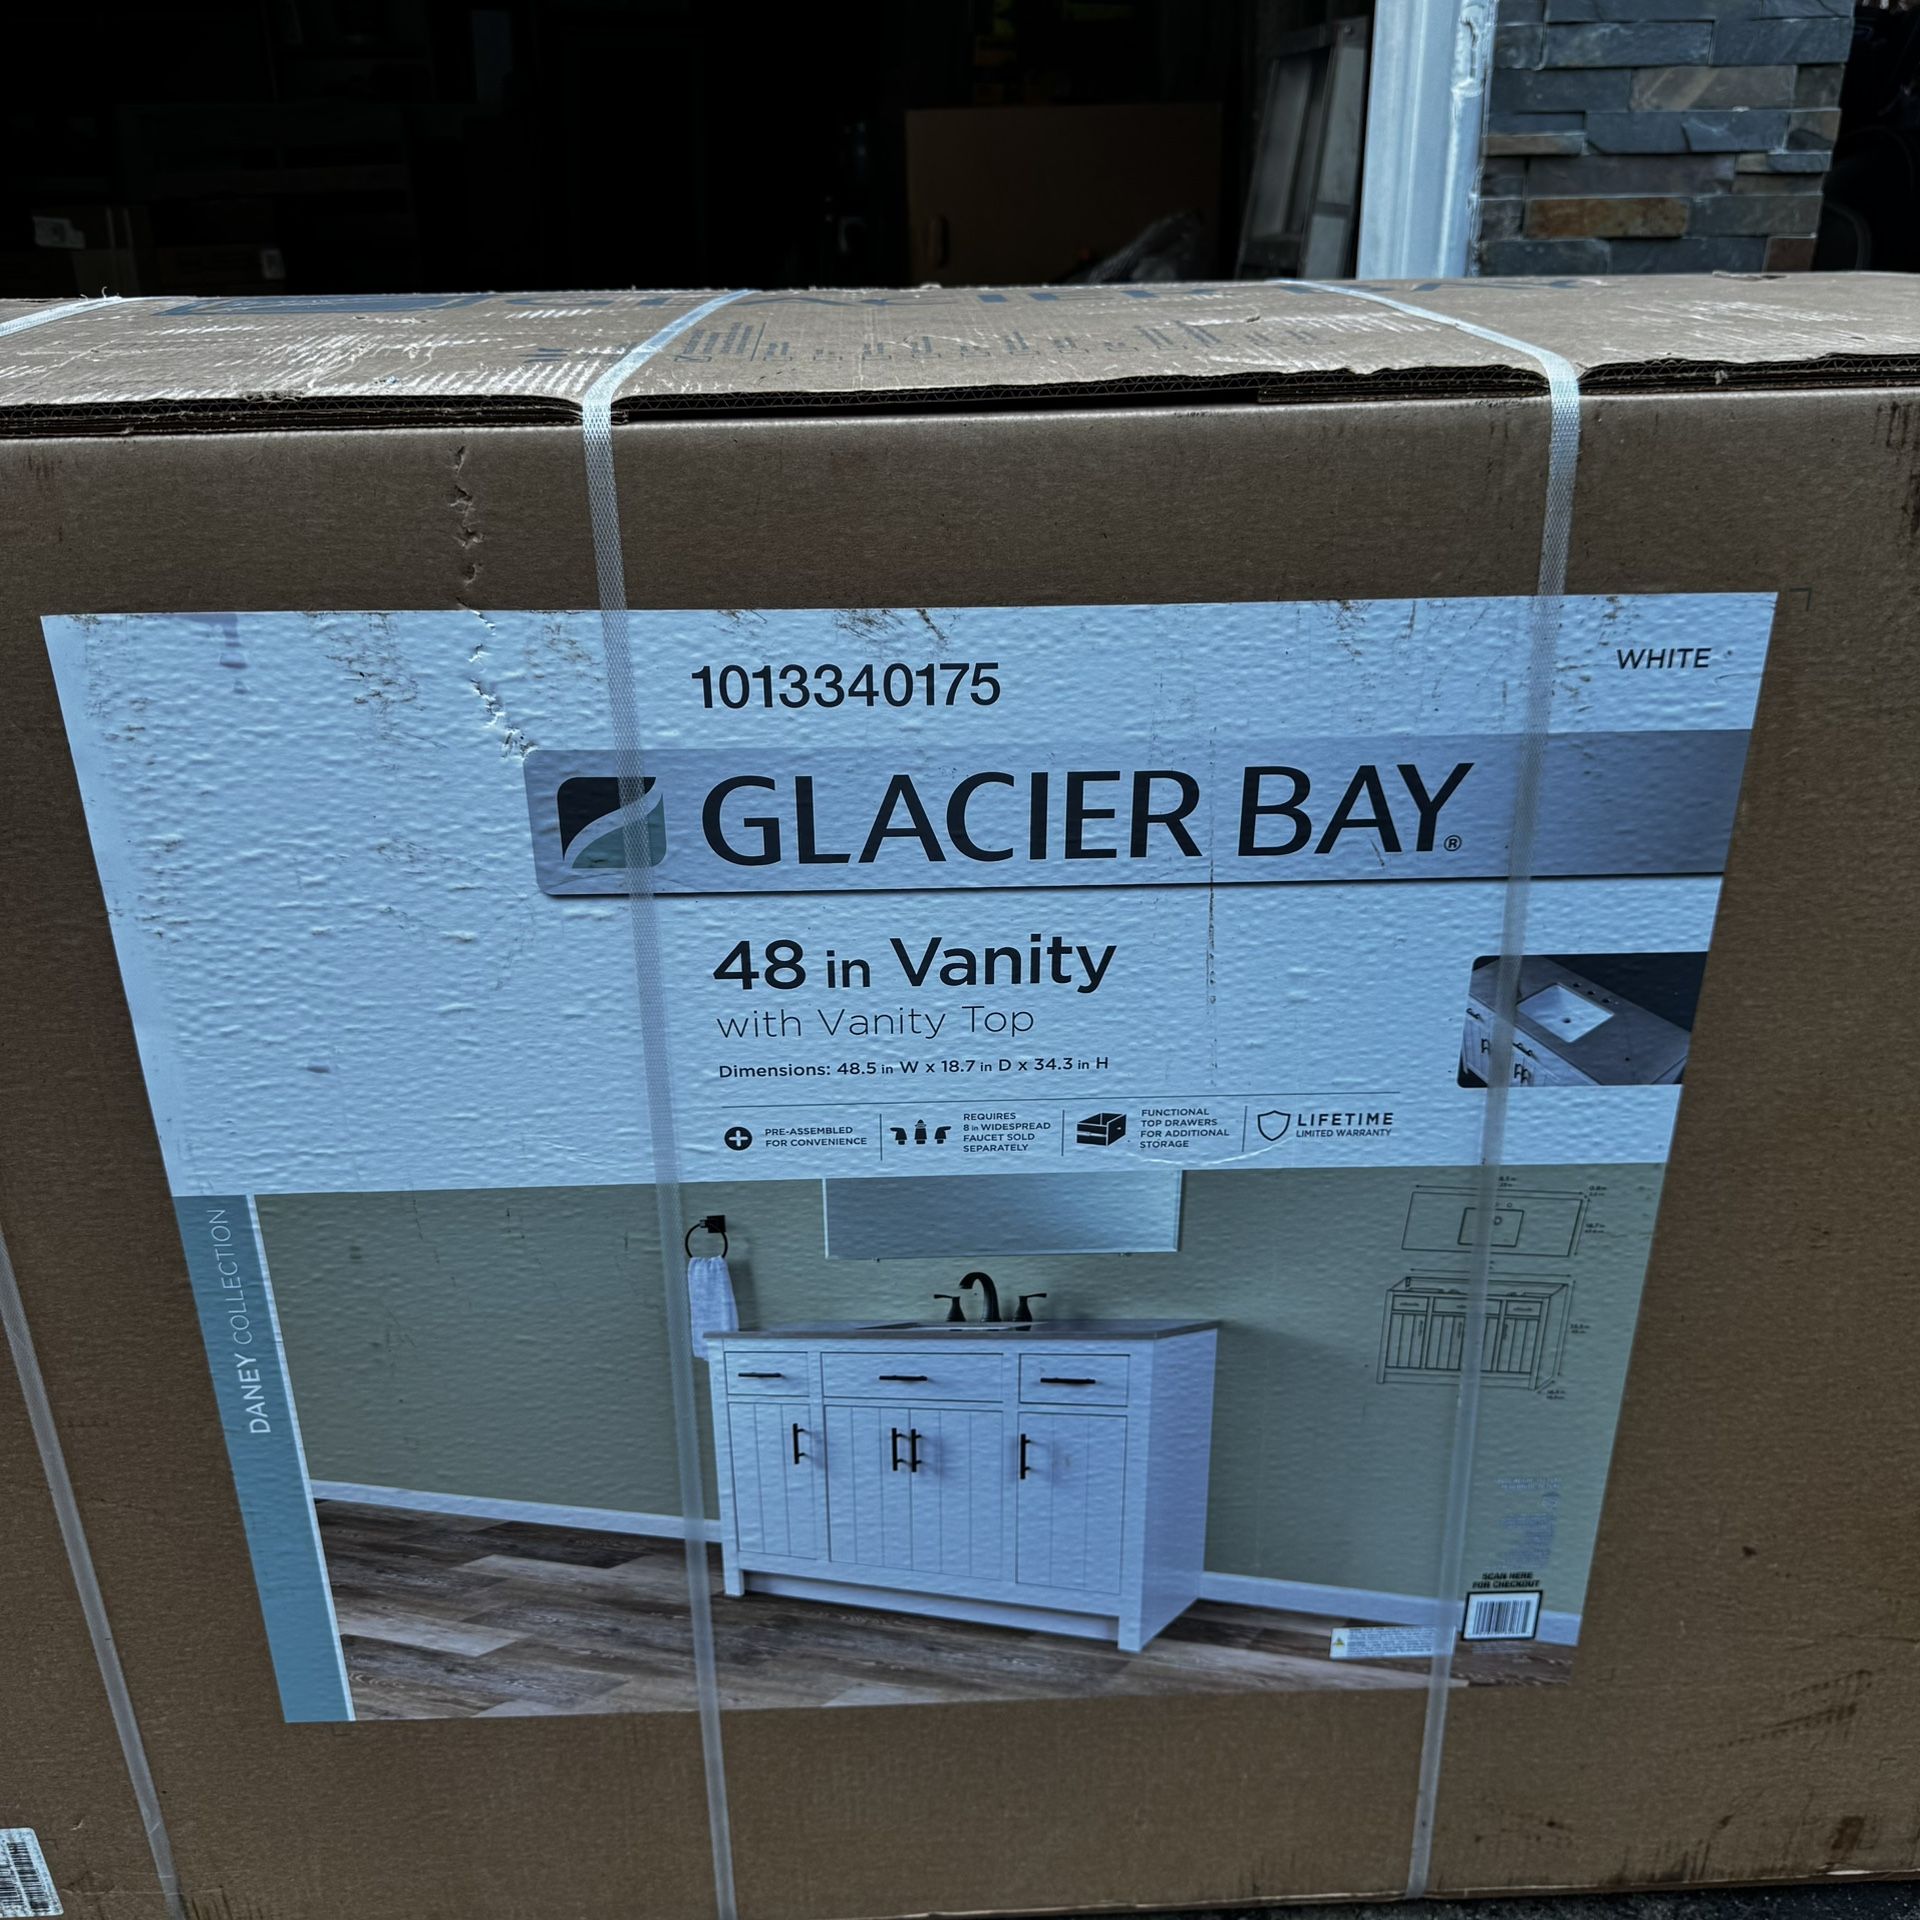 1013340175
WHITE
GLACIER BAY®
48 in Vanity
with Vanity Top
Dimensions: 48.5 in W x 18.7 in D x 34.3 in H
PRE-ASSEMBLED
FOR CONVENIENCE
REQUIRES
8 in WIDESPREAD
FAUCET SOLD
SEPARATELY
FUNCTIONAL
TOP DRAWERS
FOR ADDITIONAL
STORAGE
LIFETIME
LIMITED WARRANTY
DANEY COLLECTION
SCAN HERE
FOR CHECKOUT